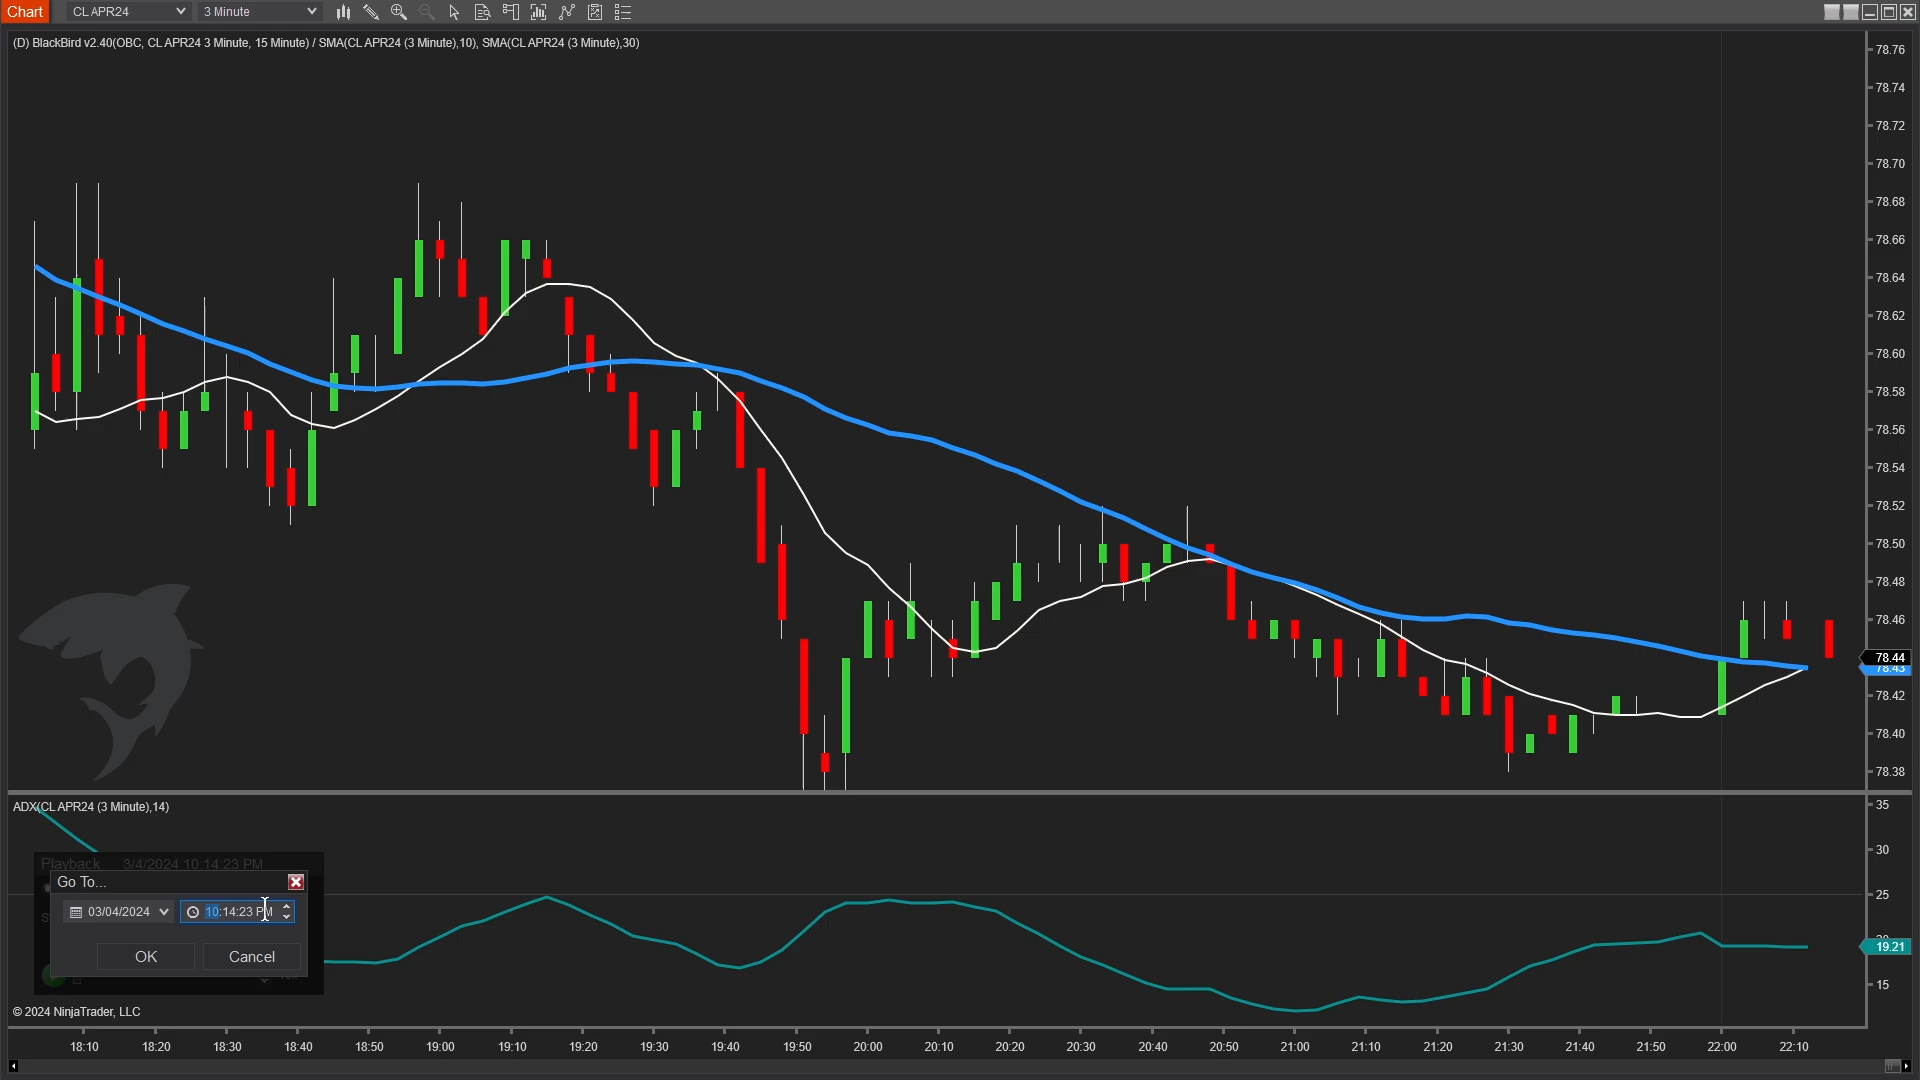 Chart CL APR24 3 Minute
(D) BlackBird v2.40(OBC, CL APR24 3 Minute, 15 Minute) / SMA(CL APR24 (3 Minute),10), SMA(CL APR24 (3 Minute),30)
78.76
78.74
78.72
78.70
78.68
78.66
78.64
78.62
78.60
78.58
78.56
78.54
78.52
78.50
78.48
78.46
78.44
78.43
78.42
78.40
78.38
ADX(CL APR24 (3 Minute),14)
35
30
25
19.21
15
Playback 3/4/2024 10:14:23 PM
Go To...
03/04/2024 10:14:23 PM
OK Cancel
© 2024 NinjaTrader, LLC
18:10 18:20 18:30 18:40 18:50 19:00 19:10 19:20 19:30 19:40 19:50 20:00 20:10 20:20 20:30 20:40 20:50 21:00 21:10 21:20 21:30 21:40 21:50 22:00 22:10